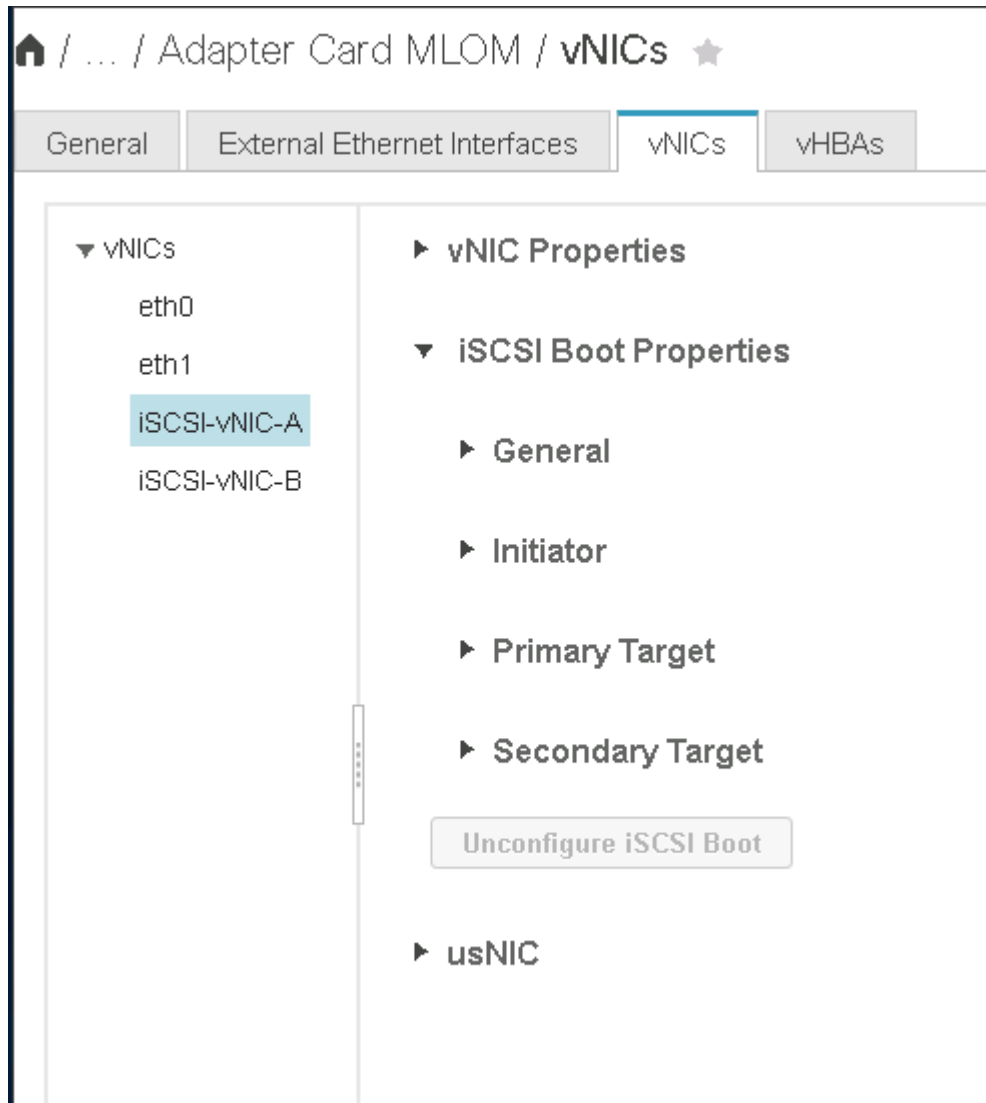 / ... / Adapter Card MLOM / vNICs
General External Ethernet Interfaces vNICs vHBAs
vNICs
eth0
eth1
iSCSI-vNIC-A
iSCSI-vNIC-B
vNIC Properties
iSCSI Boot Properties
General
Initiator
Primary Target
Secondary Target
Unconfigure iSCSI Boot
usNIC